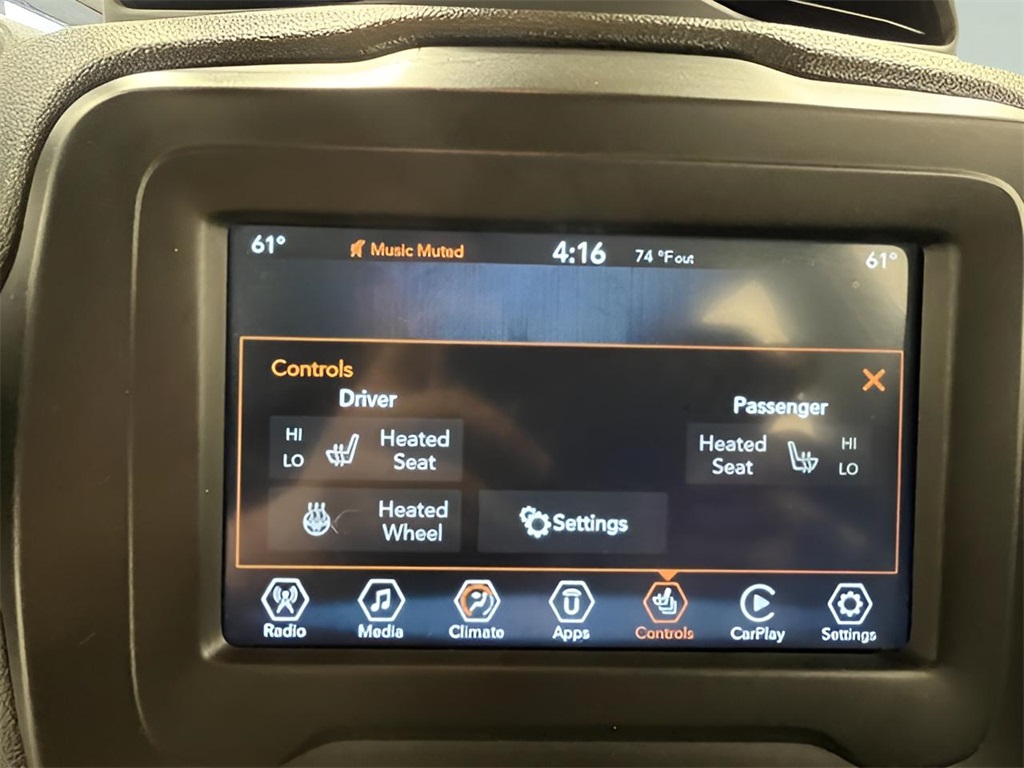 61° Music Muted 4:16 74 °F out 61°
Controls
Driver
Passenger
HI
LO
Heated
Seat
Heated
Seat
HI
LO
Heated
Wheel
Settings
Radio Media Climate Apps Controls CarPlay Settings